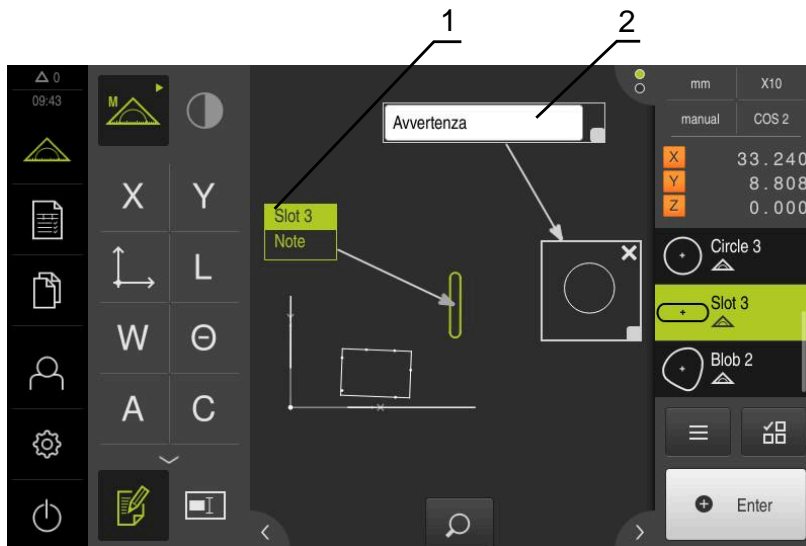 1
2
0
09:43
M
X
Y
L
W
Θ
A
C
Avvertenza
Slot 3
Note
mm
X10
manual
COS 2
X 33.240
Y 8.808
Z 0.000
Circle 3
Slot 3
Blob 2
Enter